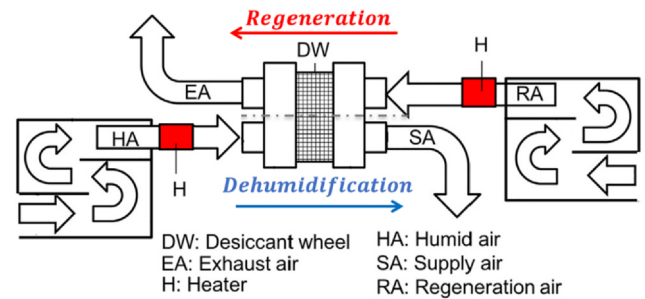 Regeneration
DW
H
EA
RA
HA
SA
H
Dehumidification
DW: Desiccant wheel
EA: Exhaust air
H: Heater
HA: Humid air
SA: Supply air
RA: Regeneration air